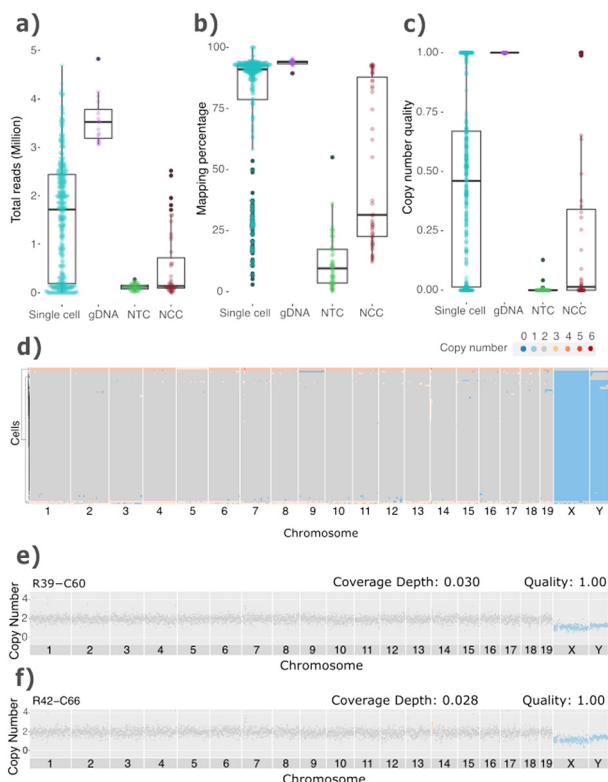 a)
b)
c)
Total reads (Million)
5
4
3
2
1
0
Single cell gDNA NTC NCC
Mapping percentage
100
75
50
25
0
Single cell gDNA NTC NCC
Copy number quality
1.00
0.75
0.50
0.25
0.00
Single cell gDNA NTC NCC
Copy number 0 1 2 3 4 5 6
d)
Cells
1 2 3 4 5 6 7 8 9 10 11 12 13 14 15 16 17 18 19 X Y
Chromosome
e)
R39−C60 Coverage Depth: 0.030 Quality: 1.00
Copy Number
4
2
0
1 2 3 4 5 6 7 8 9 10 11 12 13 14 15 16 17 18 19 X Y
Chromosome
f)
R42−C66 Coverage Depth: 0.028 Quality: 1.00
Copy Number
4
2
0
1 2 3 4 5 6 7 8 9 10 11 12 13 14 15 16 17 18 19 X Y
Chromosome